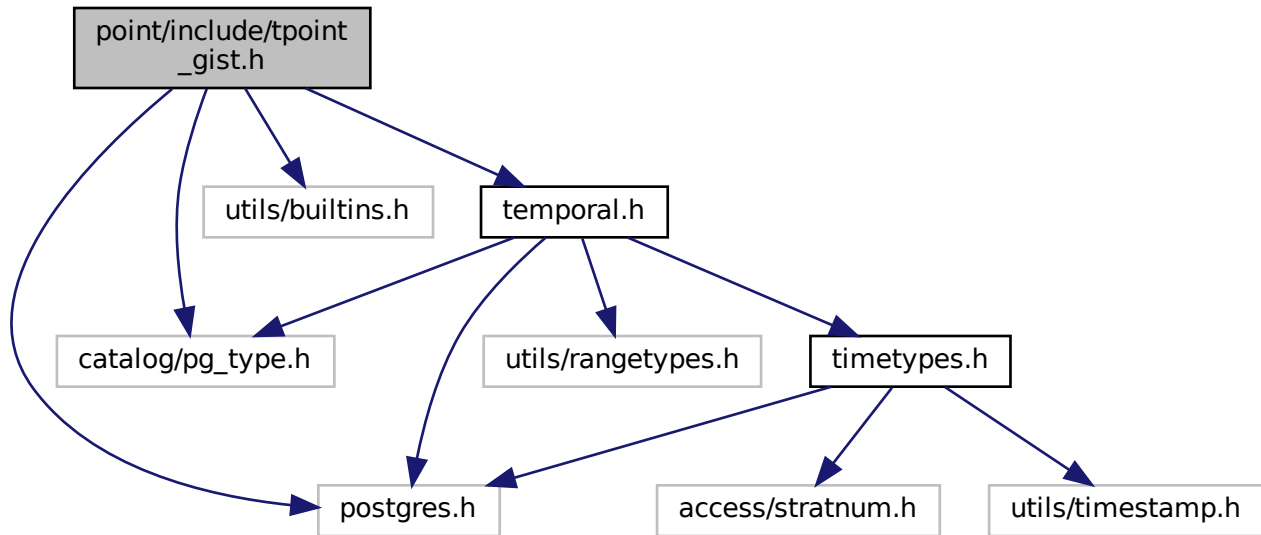 point/include/tpoint
_gist.h
utils/builtins.h
temporal.h
catalog/pg_type.h
utils/rangetypes.h
timetypes.h
postgres.h
access/stratnum.h
utils/timestamp.h